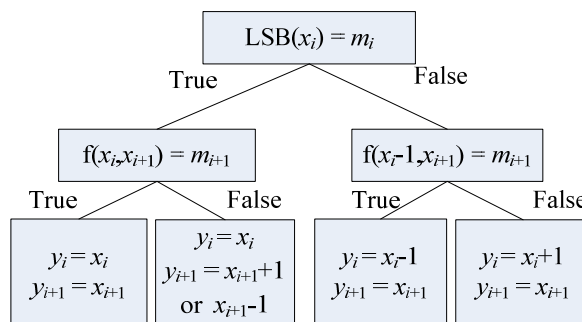 LSB(xᵢ) = mᵢ
True
False
f(xᵢ,xᵢ₊₁) = mᵢ₊₁
f(xᵢ-1,xᵢ₊₁) = mᵢ₊₁
True
False
True
False
yᵢ = xᵢ
yᵢ₊₁ = xᵢ₊₁
yᵢ = xᵢ
yᵢ₊₁ = xᵢ₊₁+1
or xᵢ₊₁-1
yᵢ = xᵢ-1
yᵢ₊₁ = xᵢ₊₁
yᵢ = xᵢ+1
yᵢ₊₁ = xᵢ₊₁